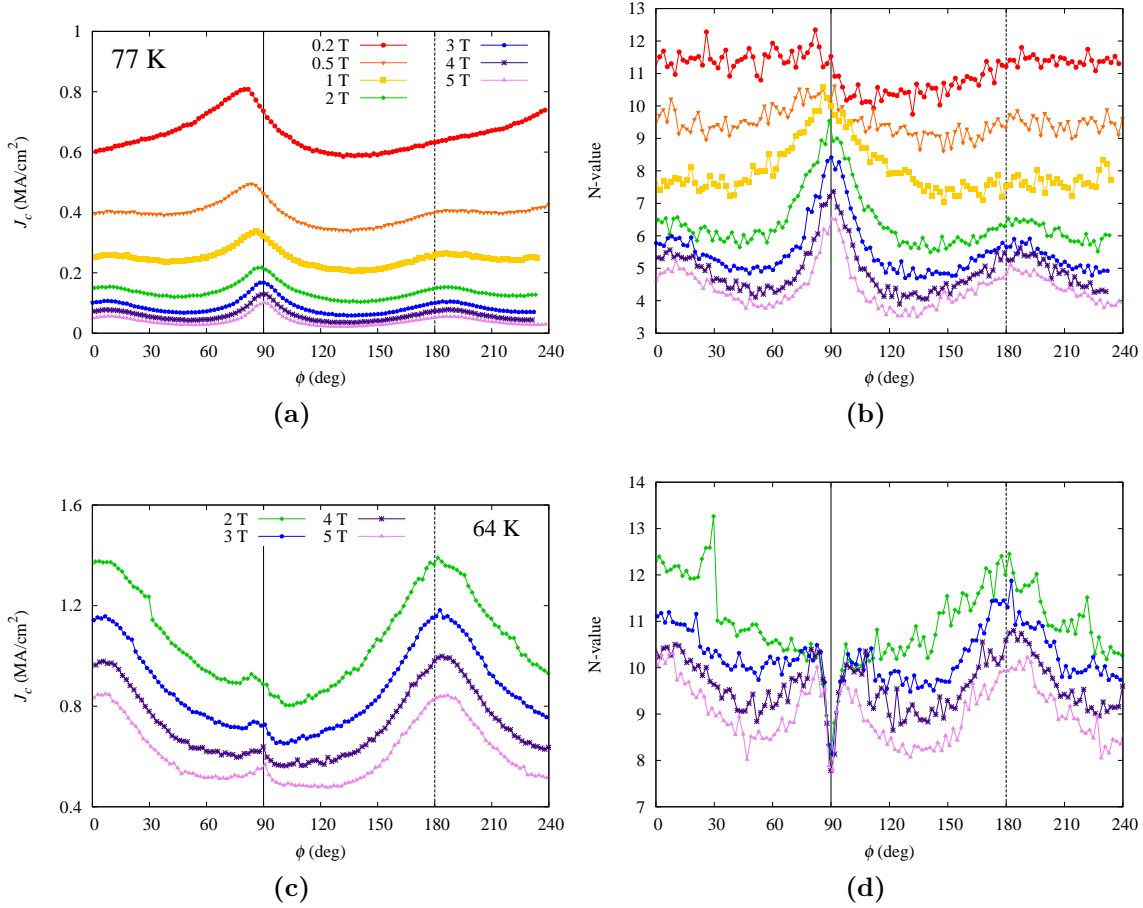 77 K
0.2 T
0.5 T
1 T
2 T
3 T
4 T
5 T
J_c (MA/cm²)
1
0.8
0.6
0.4
0.2
0
0 30 60 90 120 150 180 210 240
ϕ (deg)
(a)
N-value
13
12
11
10
9
8
7
6
5
4
3
0 30 60 90 120 150 180 210 240
ϕ (deg)
(b)
64 K
2 T
3 T
4 T
5 T
J_c (MA/cm²)
1.6
1.2
0.8
0.4
0 30 60 90 120 150 180 210 240
ϕ (deg)
(c)
N-value
14
13
12
11
10
9
8
7
0 30 60 90 120 150 180 210 240
ϕ (deg)
(d)